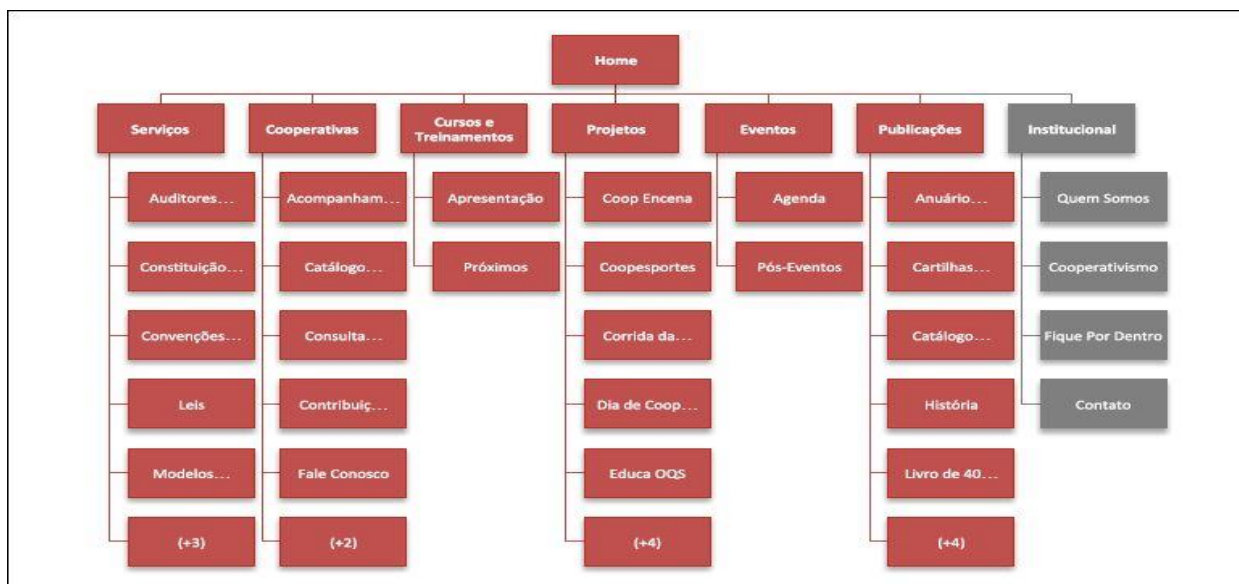 Home
Serviços
Cooperativas
Cursos e
Treinamentos
Projetos
Eventos
Publicações
Institucional
Auditores...
Acompanham...
Apresentação
Coop Encena
Agenda
Anuário...
Quem Somos
Constituição...
Catálogo...
Próximos
Coopesportes
Pós-Eventos
Cartilhas...
Cooperativismo
Convenções...
Consulta...
Corrida da...
Catálogo...
Fique Por Dentro
Leis
Contribuiç...
Dia de Coop...
História
Contato
Modelos...
Fale Conosco
Educa OQS
Livro de 40...
(+3)
(+2)
(+4)
(+4)